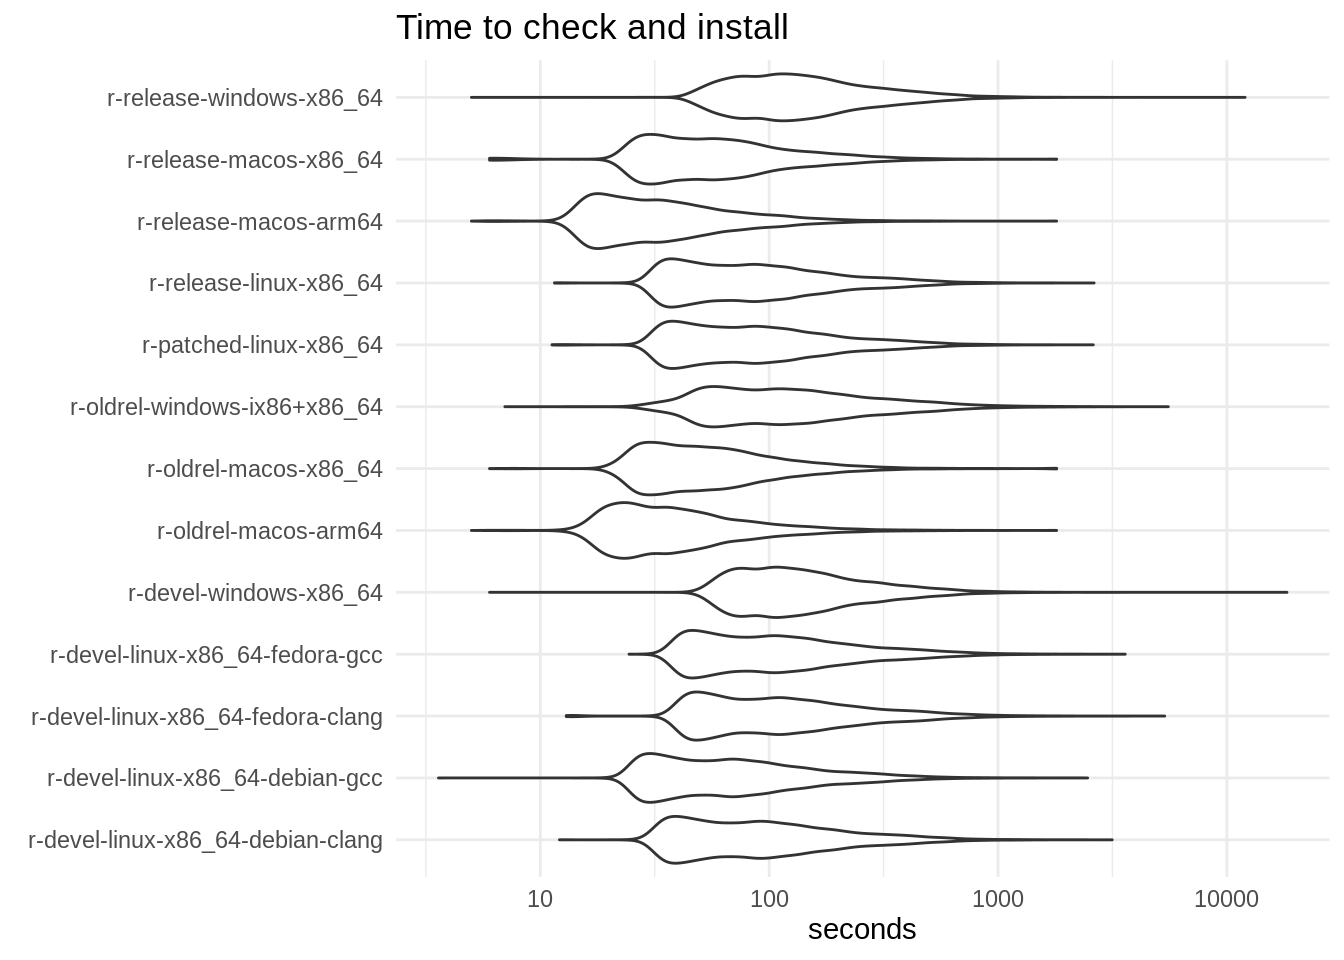 Time to check and install
r-release-windows-x86_64
r-release-macos-x86_64
r-release-macos-arm64
r-release-linux-x86_64
r-patched-linux-x86_64
r-oldrel-windows-ix86+x86_64
r-oldrel-macos-x86_64
r-oldrel-macos-arm64
r-devel-windows-x86_64
r-devel-linux-x86_64-fedora-gcc
r-devel-linux-x86_64-fedora-clang
r-devel-linux-x86_64-debian-gcc
r-devel-linux-x86_64-debian-clang
10 100 1000 10000
seconds